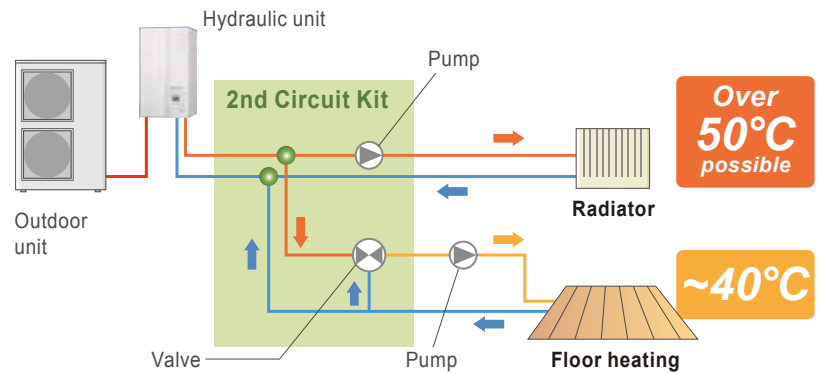 Hydraulic unit
2nd Circuit Kit
Pump
Over
50°C
possible
Radiator
Outdoor
unit
~40°C
Valve
Pump
Floor heating